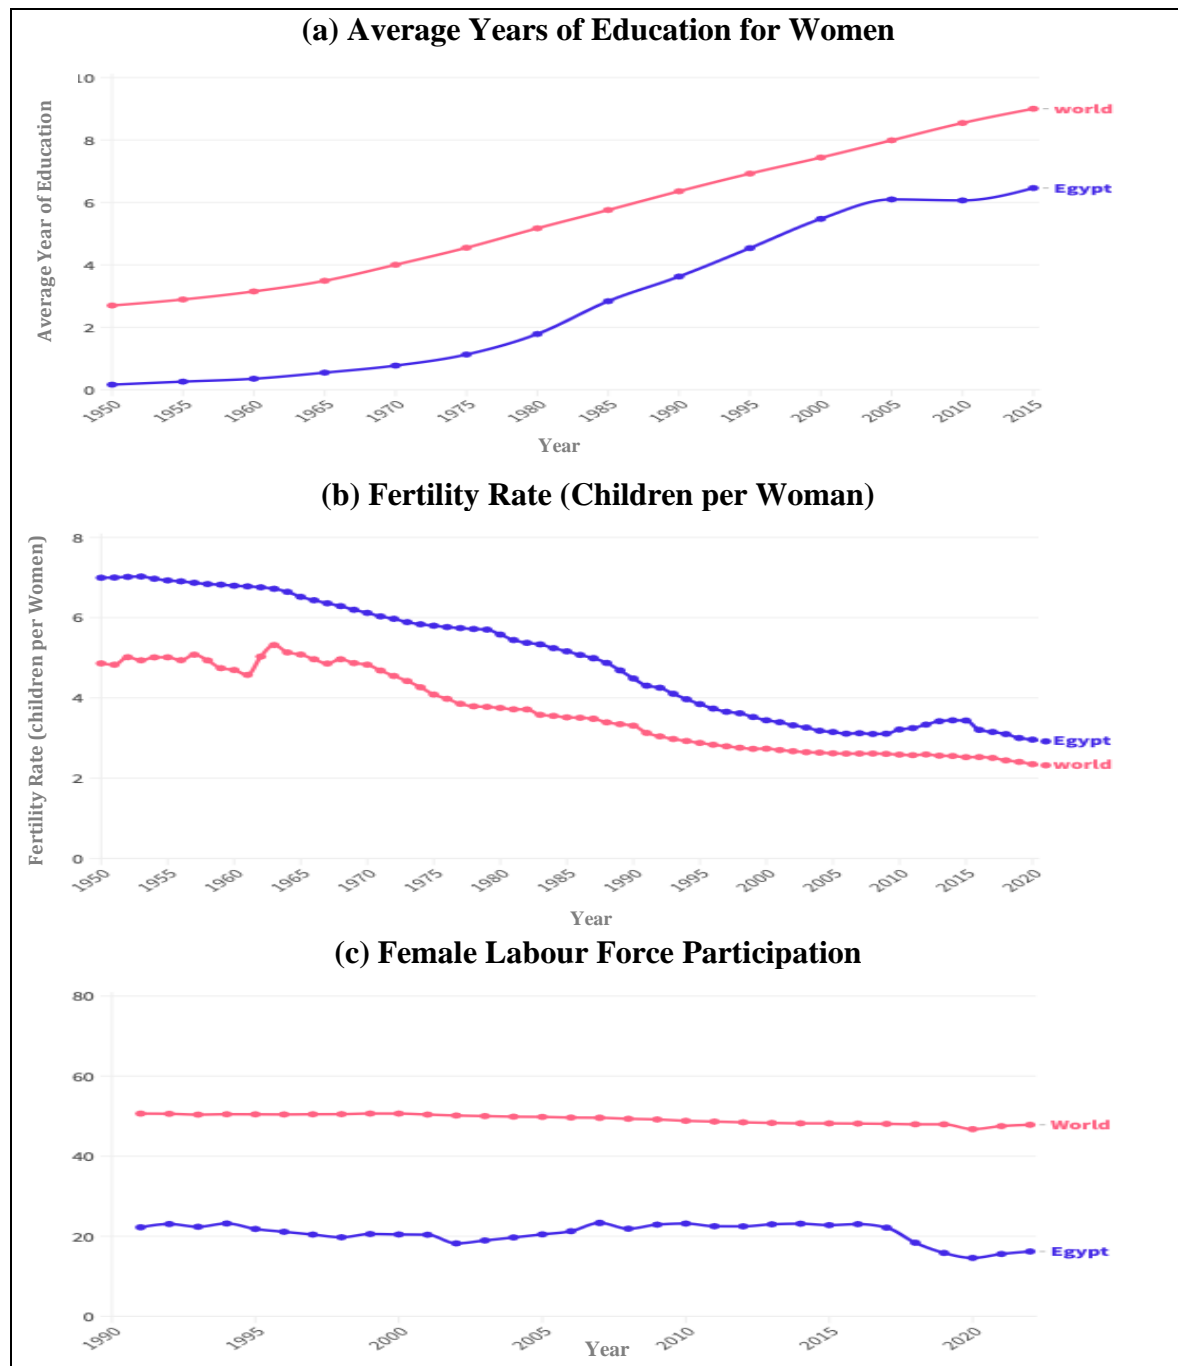 (a) Average Years of Education for Women
10
8
6
4
2
0
Average Year of Education
world
Egypt
1950 1955 1960 1965 1970 1975 1980 1985 1990 1995 2000 2005 2010 2015
Year
(b) Fertility Rate (Children per Woman)
8
6
4
2
0
Fertility Rate (children per Women)
Egypt
world
1950 1955 1960 1965 1970 1975 1980 1985 1990 1995 2000 2005 2010 2015 2020
Year
(c) Female Labour Force Participation
80
60
40
20
0
World
Egypt
1990 1995 2000 2005 2010 2015 2020
Year